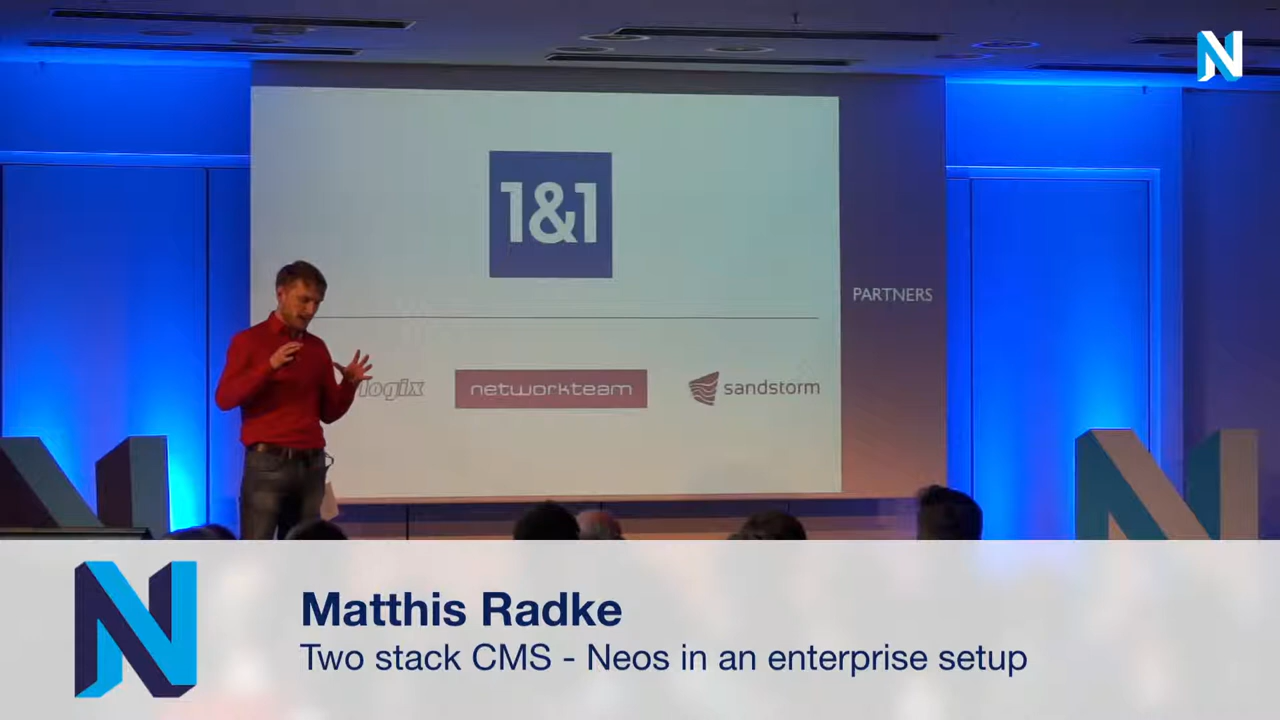 1&1
PARTNERS
logix
networkteam
sandstorm
Matthis Radke
Two stack CMS - Neos in an enterprise setup